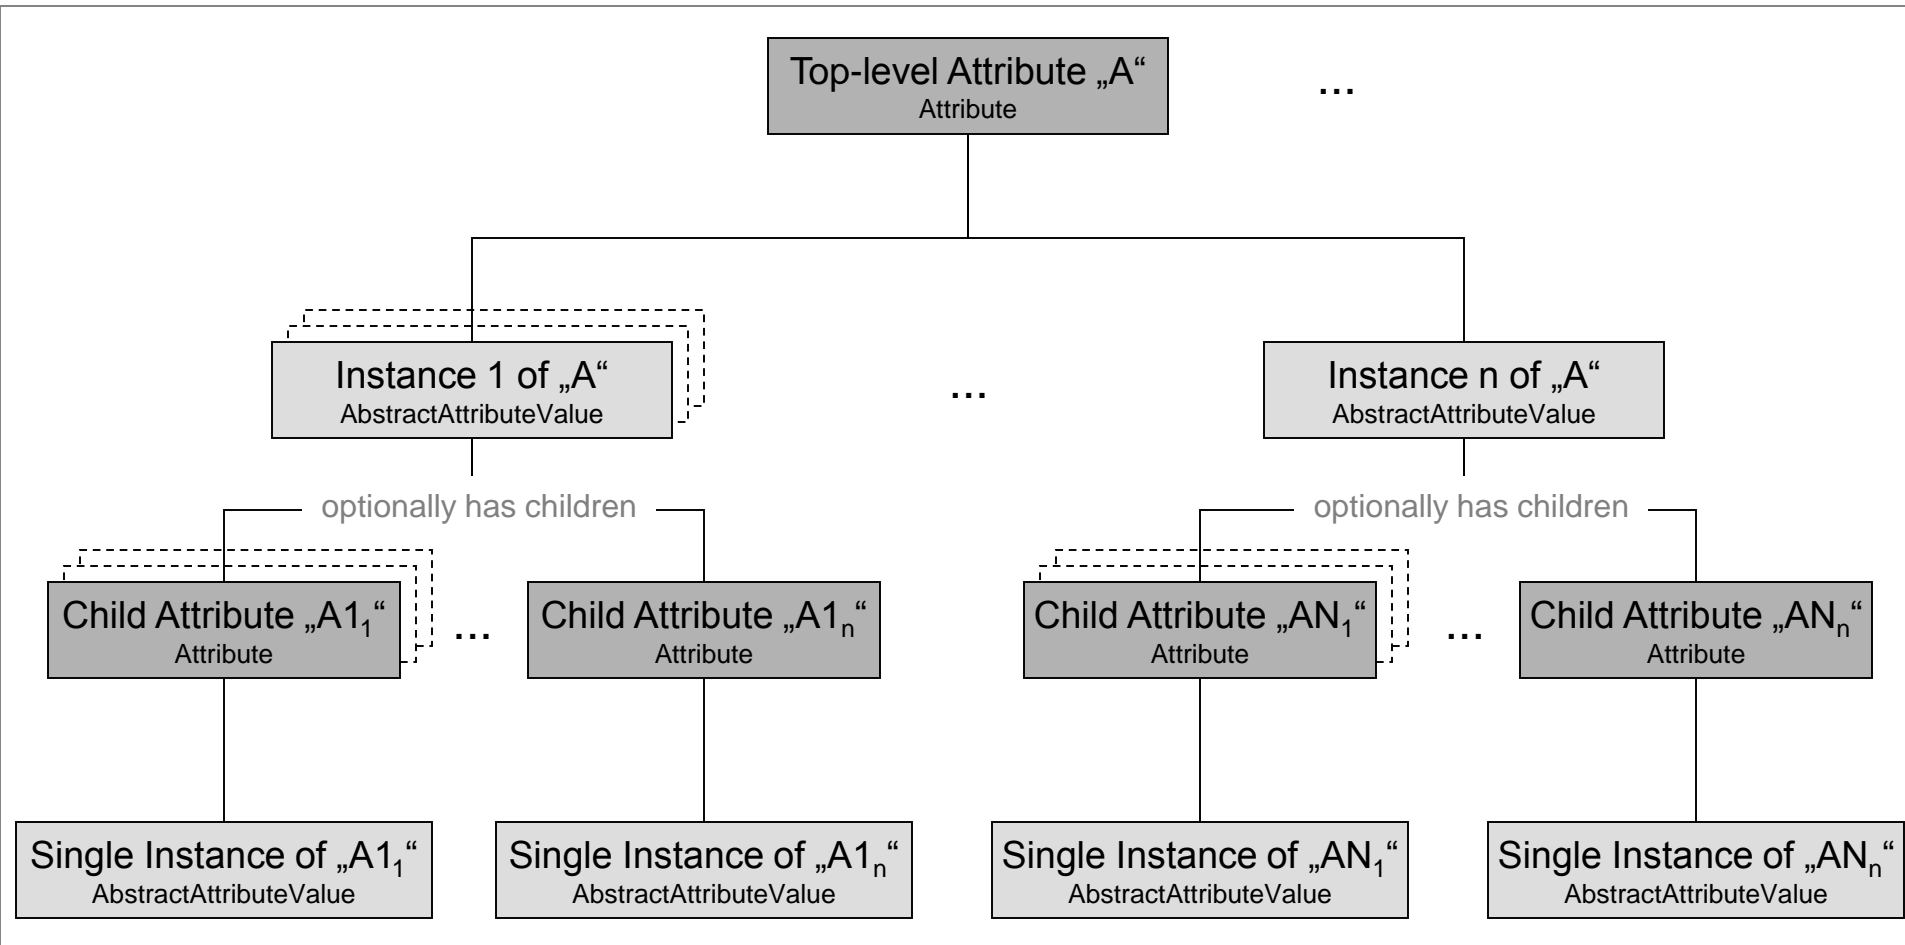 Top-level Attribute „A“
Attribute
...
Instance 1 of „A“
AbstractAttributeValue
...
Instance n of „A“
AbstractAttributeValue
optionally has children
optionally has children
Child Attribute „A1₁“
Attribute
...
Child Attribute „A1ₙ“
Attribute
Child Attribute „AN₁“
Attribute
...
Child Attribute „ANₙ“
Attribute
Single Instance of „A1₁“
AbstractAttributeValue
Single Instance of „A1ₙ“
AbstractAttributeValue
Single Instance of „AN₁“
AbstractAttributeValue
Single Instance of „ANₙ“
AbstractAttributeValue